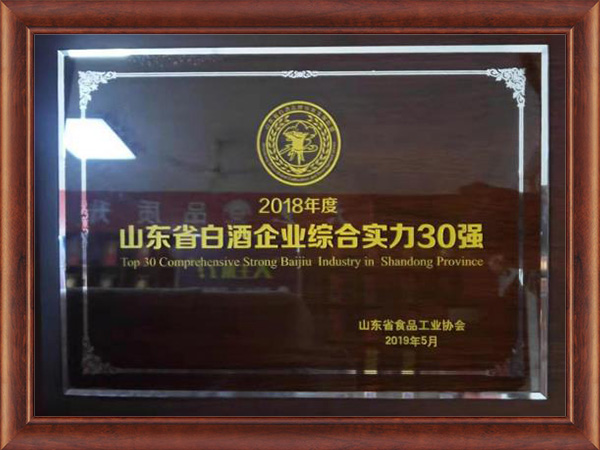 2018年度
山东省白酒企业综合实力30强
Top 30 Comprehensive Strong Baijiu Industry in Shandong Province
山东省食品工业协会
2019年5月